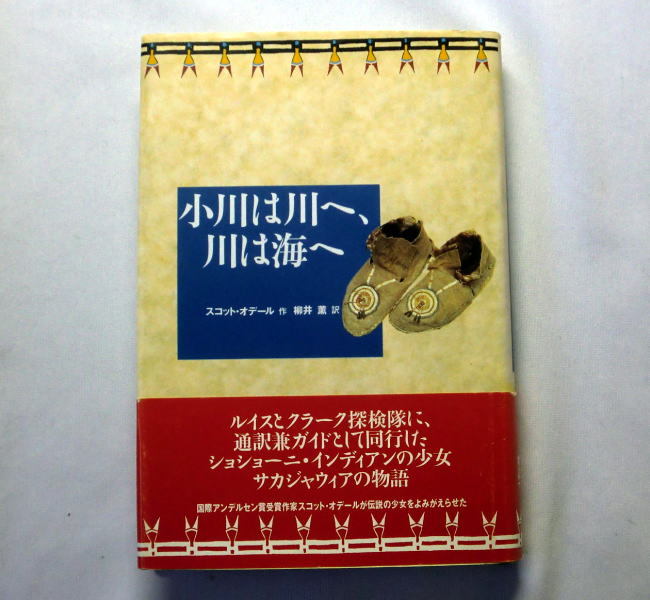 小川は川へ、
川は海へ
スコット・オデール 作 柳井 薫 訳
ルイスとクラーク探検隊に、
通訳兼ガイドとして同行した
ショショーニ・インディアンの少女
サカジャウィアの物語
国際アンデルセン賞受賞作家スコット・オデールが伝説の少女をよみがえらせた